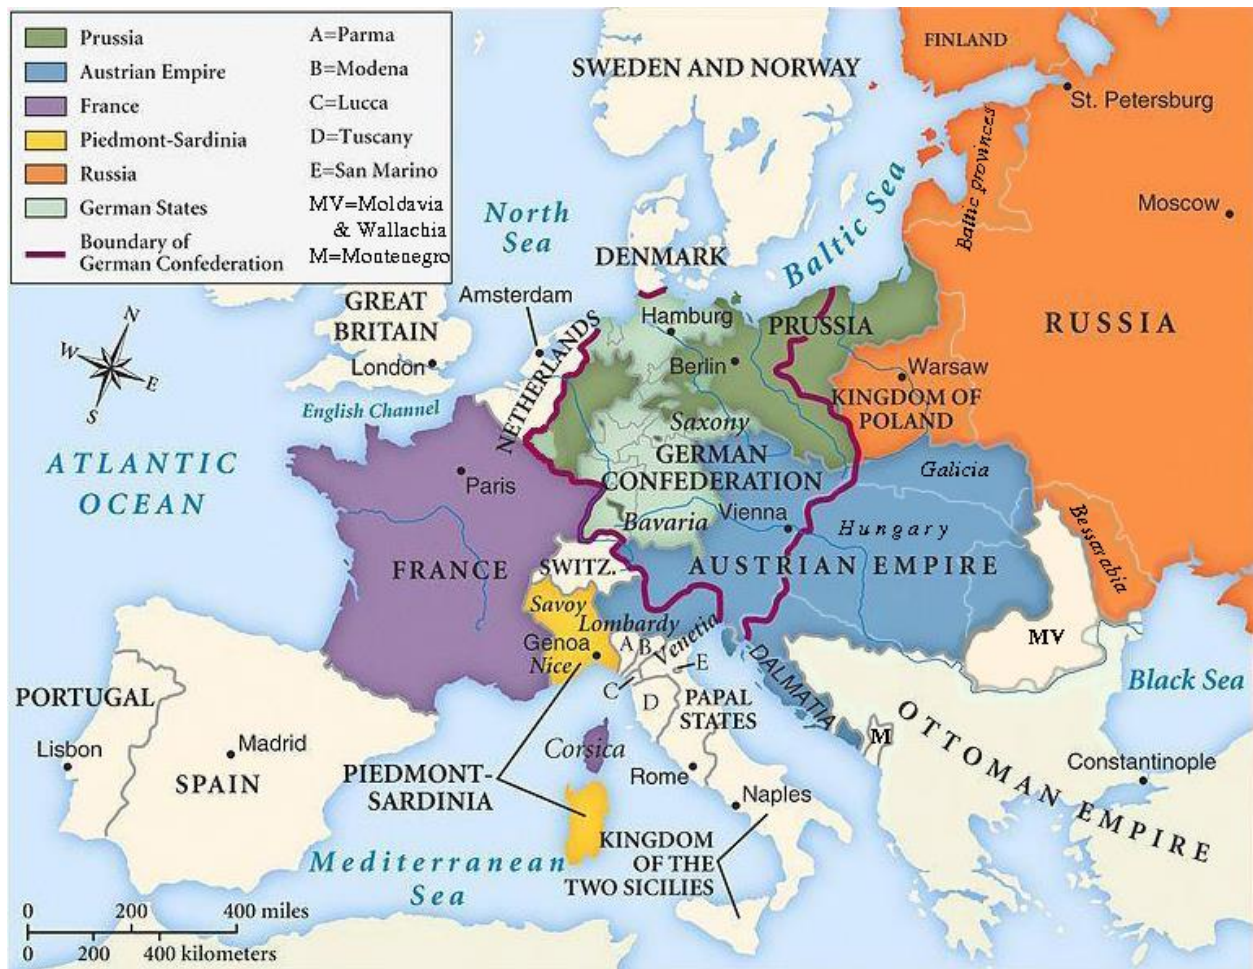 Prussia
Austrian Empire
France
Piedmont-Sardinia
Russia
German States
Boundary of
German Confederation
A=Parma
B=Modena
C=Lucca
D=Tuscany
E=San Marino
MV=Moldavia
& Wallachia
M=Montenegro
FINLAND
SWEDEN AND NORWAY
St. Petersburg
Baltic provinces
Moscow
North
Sea
Baltic Sea
DENMARK
Amsterdam
GREAT
BRITAIN
London
NETHERLANDS
Hamburg
PRUSSIA
RUSSIA
Berlin
Warsaw
KINGDOM OF
POLAND
N
W
E
S
English Channel
Saxony
ATLANTIC
OCEAN
GERMAN
CONFEDERATION
Galicia
Paris
Bavaria
Vienna
Hungary
Bessarabia
FRANCE
SWITZ.
AUSTRIAN EMPIRE
Savoy
Lombardy
Venetia
Genoa
Nice
A
B
C
D
E
MV
DALMATIA
Black Sea
PORTUGAL
PAPAL
STATES
M
OTTOMAN EMPIRE
Lisbon
Madrid
SPAIN
Corsica
Rome
Constantinople
PIEDMONT-
SARDINIA
Naples
KINGDOM
OF THE
TWO SICILIES
Mediterranean
Sea
0 200 400 miles
0 200 400 kilometers